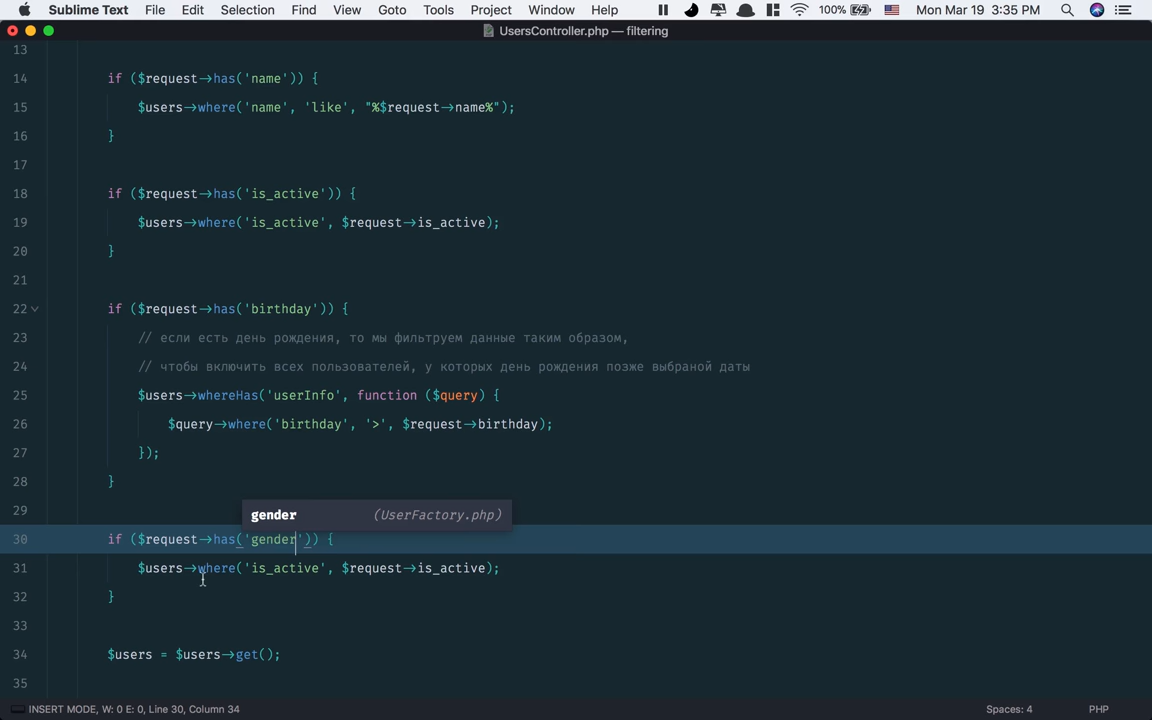 Sublime Text File Edit Selection Find View Goto Tools Project Window Help 100% Mon Mar 19 3:35 PM
UsersController.php — filtering
13
14 if ($request->has('name')) {
15 $users->where('name', 'like', "%$request->name%");
16 }
17
18 if ($request->has('is_active')) {
19 $users->where('is_active', $request->is_active);
20 }
21
22 if ($request->has('birthday')) {
23 // если есть день рождения, то мы фильтруем данные таким образом,
24 // чтобы включить всех пользователей, у которых день рождения позже выбраной даты
25 $users->whereHas('userInfo', function ($query) {
26 $query->where('birthday', '>', $request->birthday);
27 });
28 }
29
gender (UserFactory.php)
30 if ($request->has('gender')) {
31 $users->where('is_active', $request->is_active);
32 }
33
34 $users = $users->get();
35
INSERT MODE, W: 0 E: 0, Line 30, Column 34 Spaces: 4 PHP